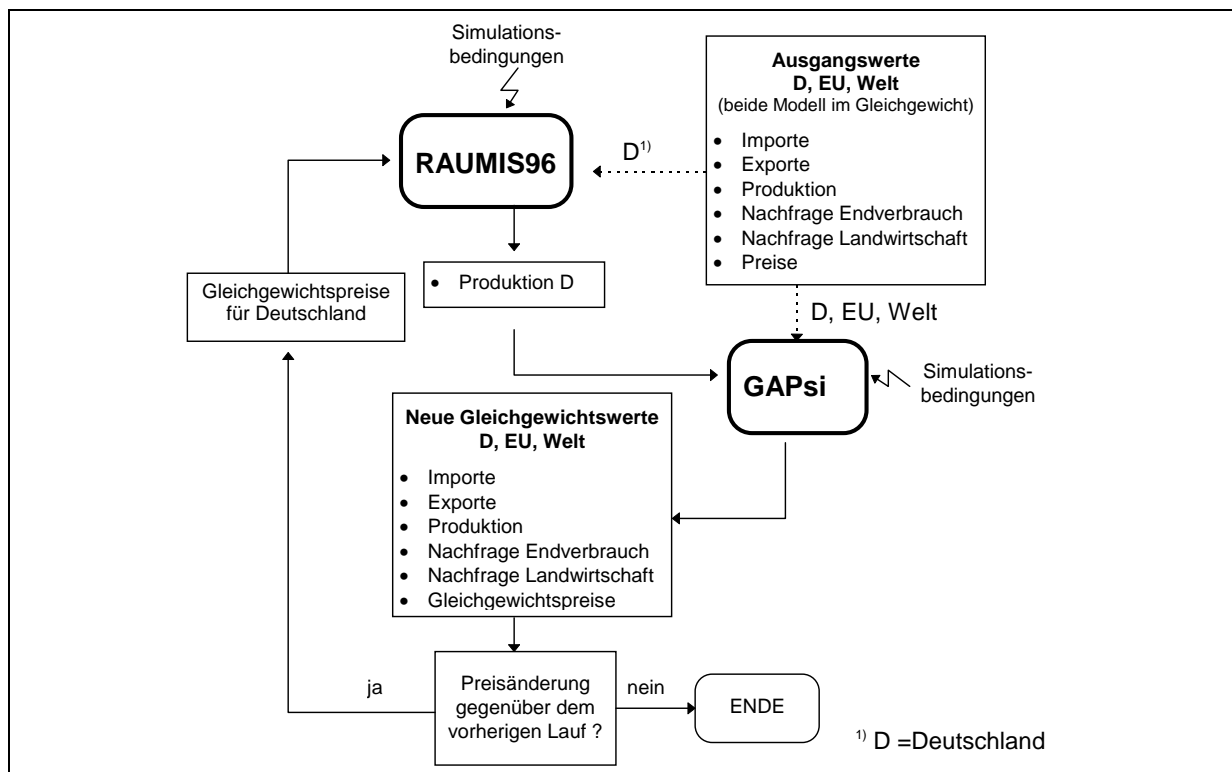 Simulations-
bedingungen
Ausgangswerte
D, EU, Welt
(beide Modell im Gleichgewicht)
• Importe
• Exporte
• Produktion
• Nachfrage Endverbrauch
• Nachfrage Landwirtschaft
• Preise
RAUMIS96
D1)
Gleichgewichtspreise
für Deutschland
• Produktion D
D, EU, Welt
GAPsi
Simulations-
bedingungen
Neue Gleichgewichtswerte
D, EU, Welt
• Importe
• Exporte
• Produktion
• Nachfrage Endverbrauch
• Nachfrage Landwirtschaft
• Gleichgewichtspreise
ja
Preisänderung
gegenüber dem
vorherigen Lauf ?
nein
ENDE
1) D =Deutschland